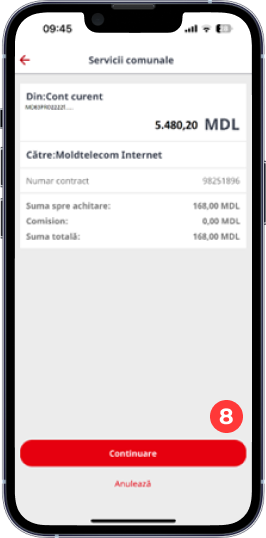 09:45
Servicii comunale
Din:Cont curent
5.480,20 MDL
Către:Moldtelecom Internet
Numar contract 98251896
Suma spre achitare: 168,00 MDL
Comision: 0,00 MDL
Suma totală: 168,00 MDL
8
Continuare
Anulează